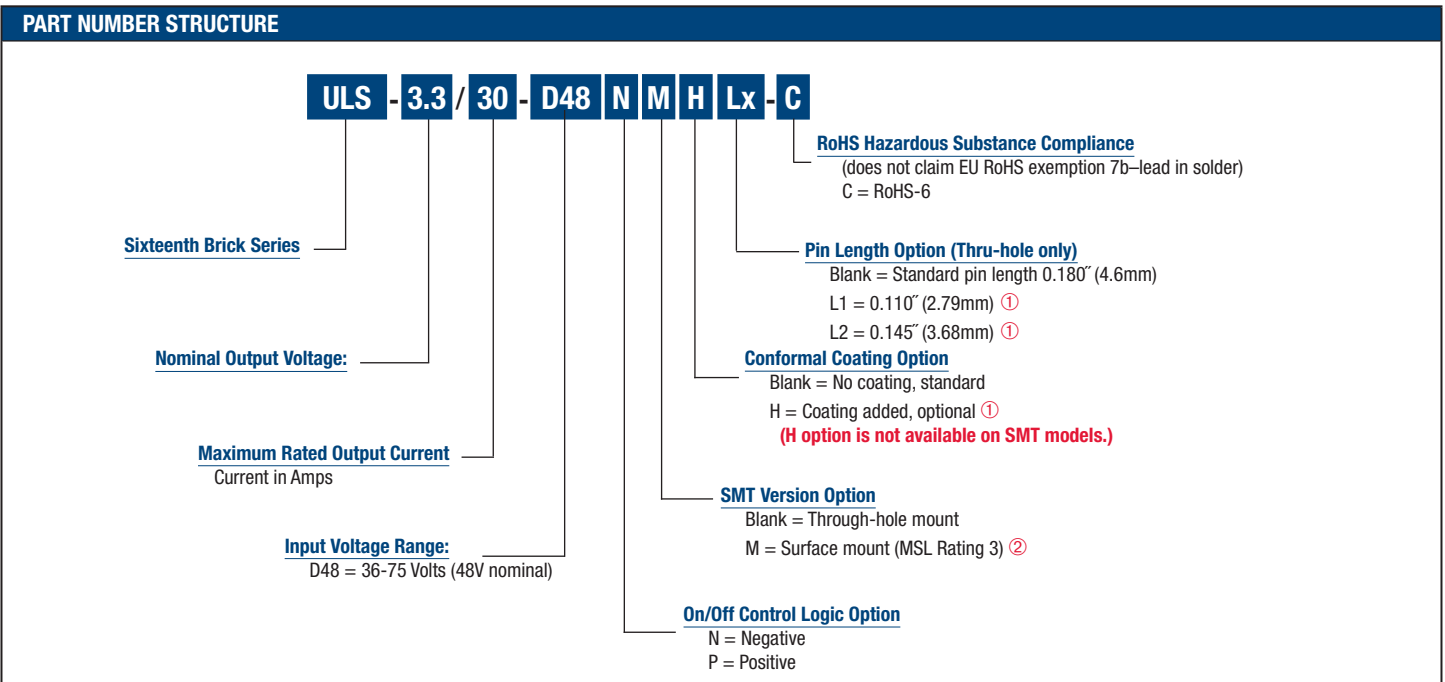 PART NUMBER STRUCTURE
ULS - 3.3 / 30 - D48 N M H Lx - C
RoHS Hazardous Substance Compliance
(does not claim EU RoHS exemption 7b–lead in solder)
C = RoHS-6
Sixteenth Brick Series
Pin Length Option (Thru-hole only)
Blank = Standard pin length 0.180˝ (4.6mm)
L1 = 0.110˝ (2.79mm) ①
L2 = 0.145˝ (3.68mm) ①
Nominal Output Voltage:
Conformal Coating Option
Blank = No coating, standard
H = Coating added, optional ①
(H option is not available on SMT models.)
Maximum Rated Output Current
Current in Amps
SMT Version Option
Blank = Through-hole mount
M = Surface mount (MSL Rating 3) ②
Input Voltage Range:
D48 = 36-75 Volts (48V nominal)
On/Off Control Logic Option
N = Negative
P = Positive